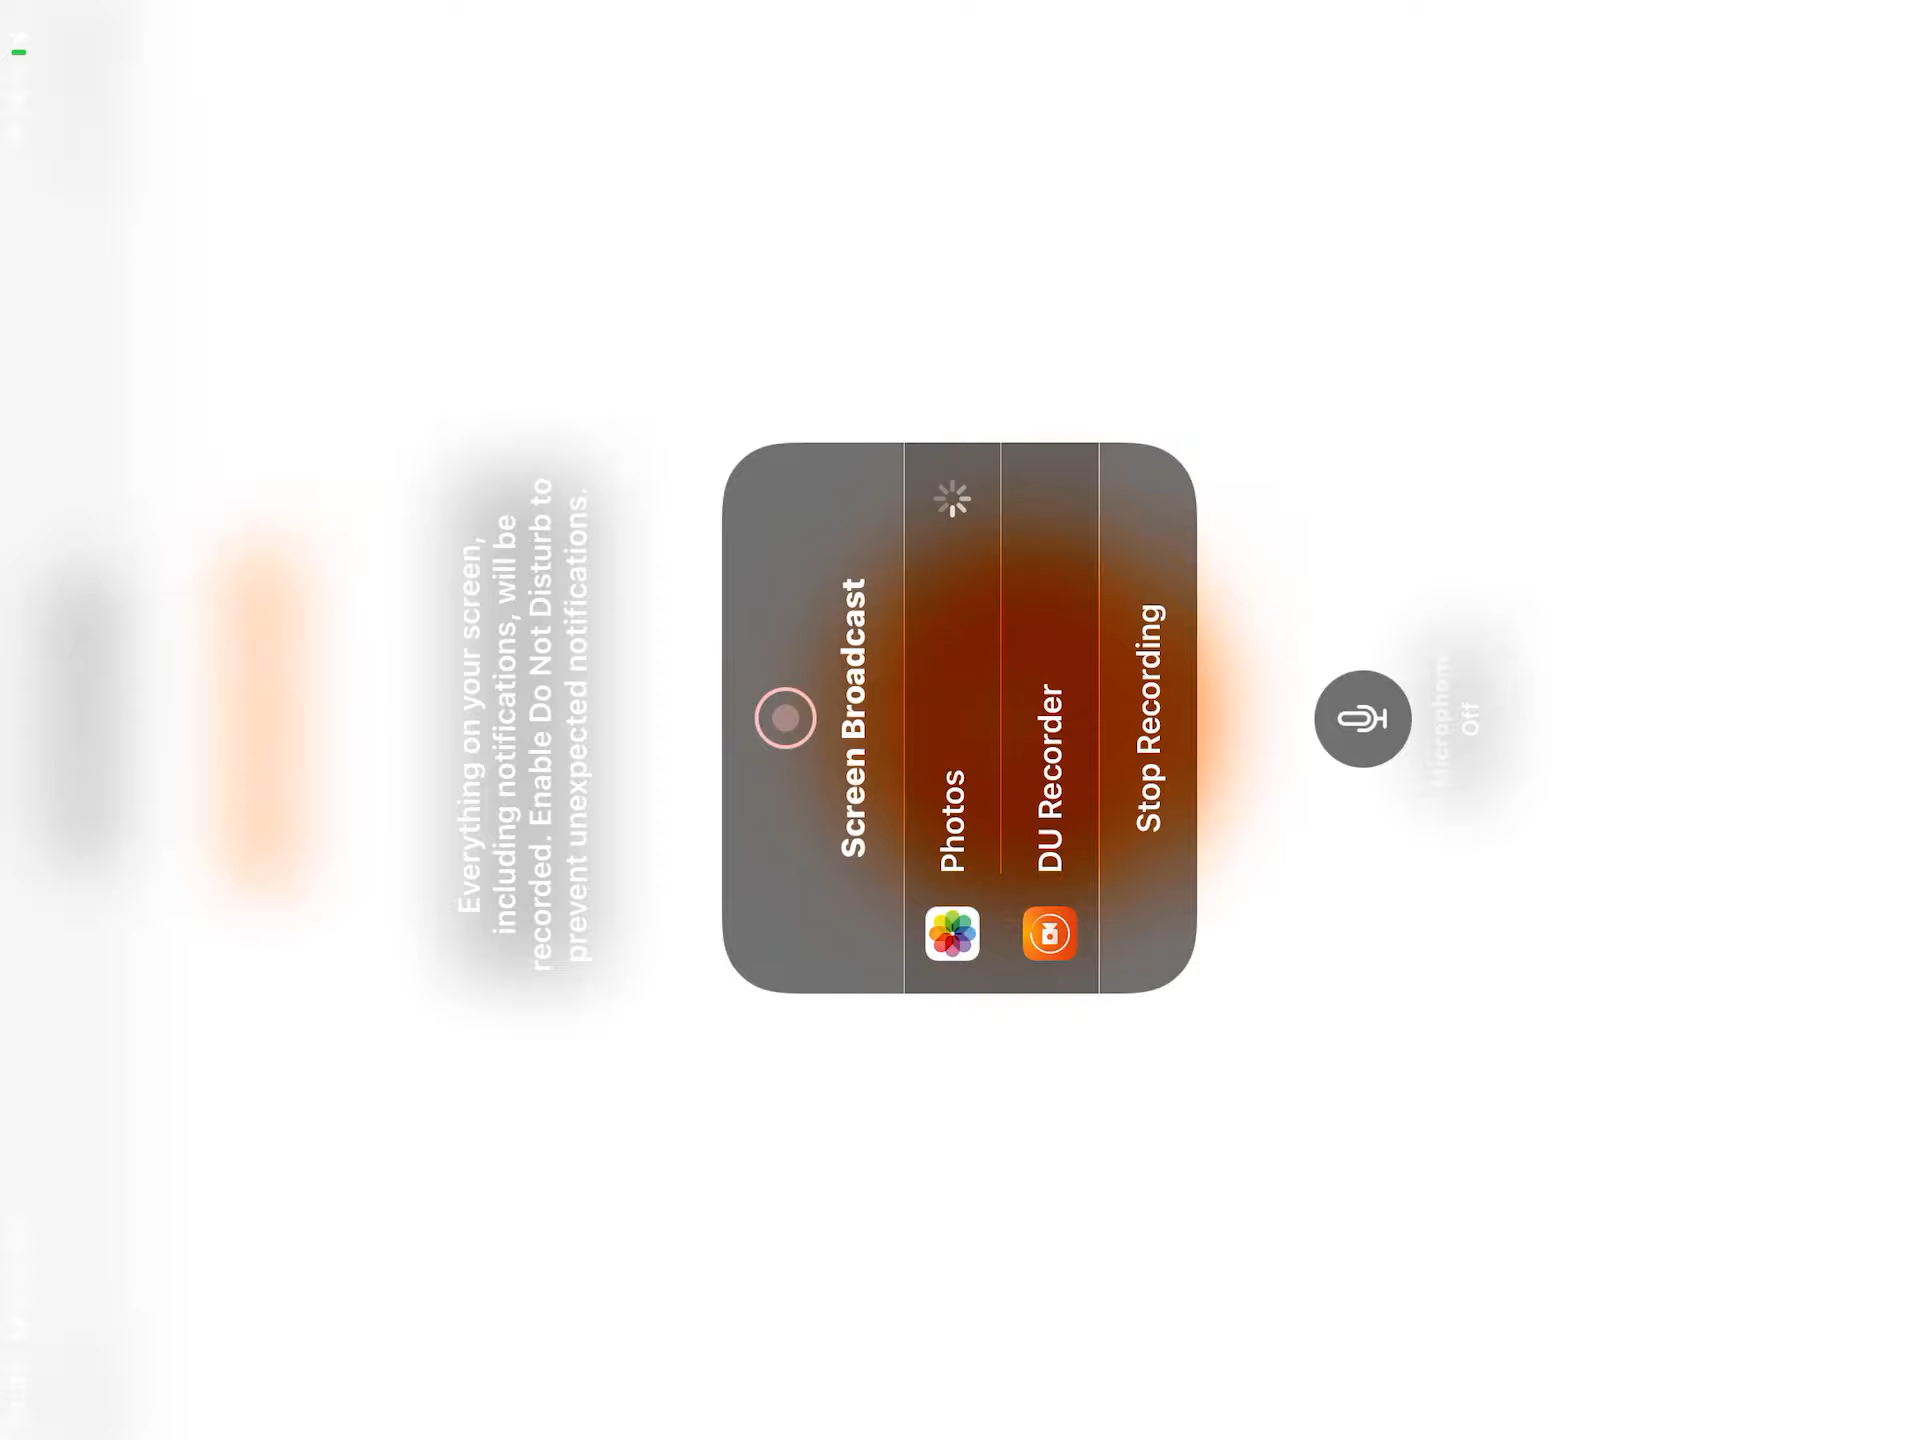 Everything on your screen,
including notifications, will be
recorded. Enable Do Not Disturb to
prevent unexpected notifications.
Screen Broadcast
Photos
DU Recorder
Stop Recording
Microphone
Off